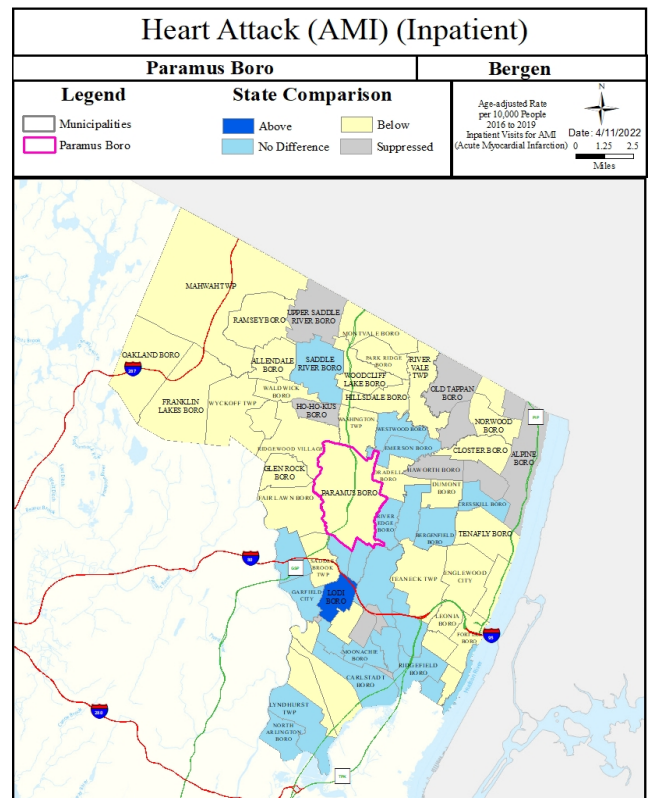 Heart Attack (AMI) (Inpatient)
Paramus Boro
Bergen
Legend
Municipalities
Paramus Boro
State Comparison
Above
No Difference
Below
Suppressed
Age-adjusted Rate
per 10,000 People
2016 to 2019
Inpatient Visits for AMI
(Acute Myocardial Infarction)
N
Date: 4/11/2022
0 1.25 2.5
Miles
MAHWAH TWP
RAMSEY BORO
UPPER SADDLE
RIVER BORO
MONTVALE BORO
OAKLAND BORO
ALLENDALE
BORO
SADDLE
RIVER BORO
PARK RIDGE
BORO
RIVER
VALE
TWP
WOODCLIFF
LAKE BORO
OLD TAPPAN
BORO
FRANKLIN
LAKES BORO
WYCKOFF TWP
WALDWICK
BORO
HILLSDALE BORO
HO-HO-KUS
BORO
WASHINGTON
TWP
WESTWOOD BORO
NORWOOD
BORO
EMERSON BORO
CLOSTER BORO
ALPINE
BORO
RIDGEWOOD VILLAGE
GLEN ROCK
BORO
ORADELL
BORO
HAWORTH BORO
DUMONT
BORO
FAIR LAWN BORO
PARAMUS BORO
CRESSKILL BORO
RIVER
EDGE
BORO
BERGENFIELD
BORO
TENAFLY BORO
SADDLE
BROOK
TWP
TEANECK TWP
ENGLEWOOD
CITY
GARFIELD
CITY
LODI
BORO
LEONIA
BORO
FORT LEE
BORO
MOONACHIE
BORO
RIDGEFIELD
BORO
CARLSTADT
BORO
LYNDHURST
TWP
NORTH
ARLINGTON
BORO
287
80
95
280